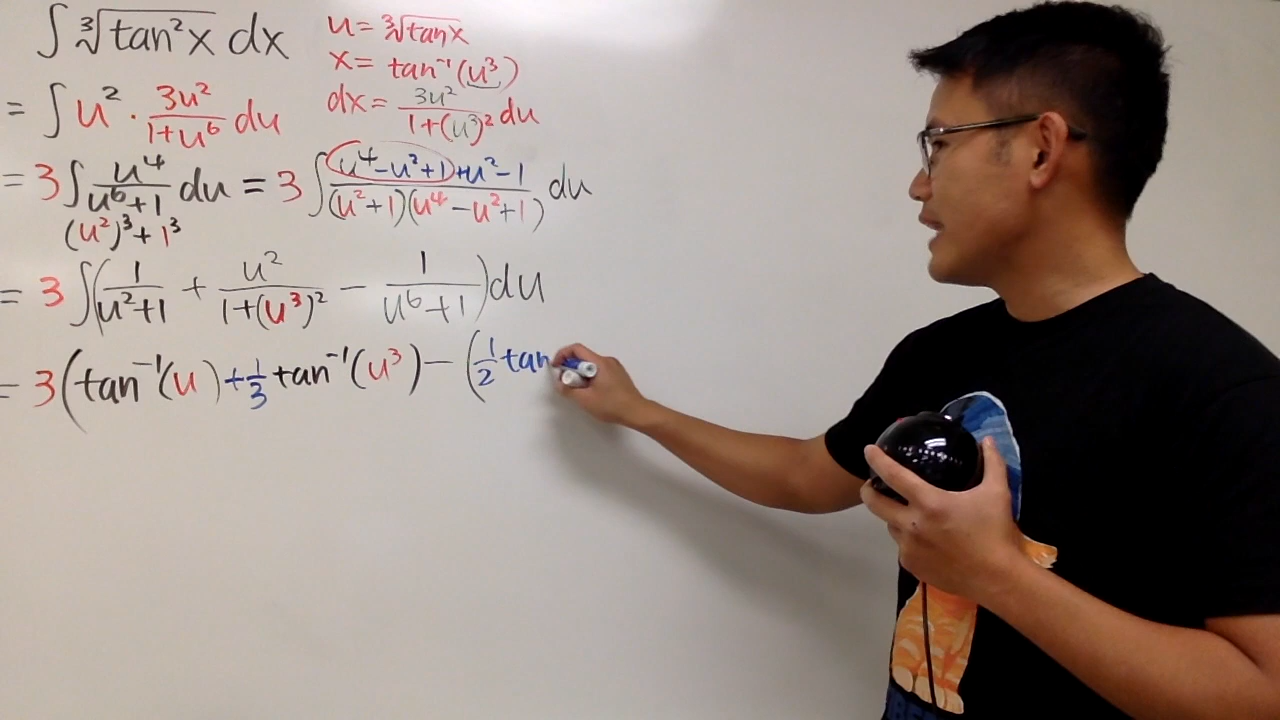 ∫ ∛(tan²x) dx
u = ∛(tan x)
x = tan⁻¹(u³)
dx = 3u²/(1+(u³)²) du
= ∫ u² · 3u²/(1+u⁶) du
= 3∫ u⁴/(u⁶+1) du = 3 ∫ (u⁴-u²+1+u²-1)/((u²+1)(u⁴-u²+1)) du
(u²)³+1³
= 3 ∫(1/(u²+1) + u²/(1+(u³)²) - 1/(u⁶+1))du
= 3(tan⁻¹(u)+1/3 tan⁻¹(u³)-(1/2 tan